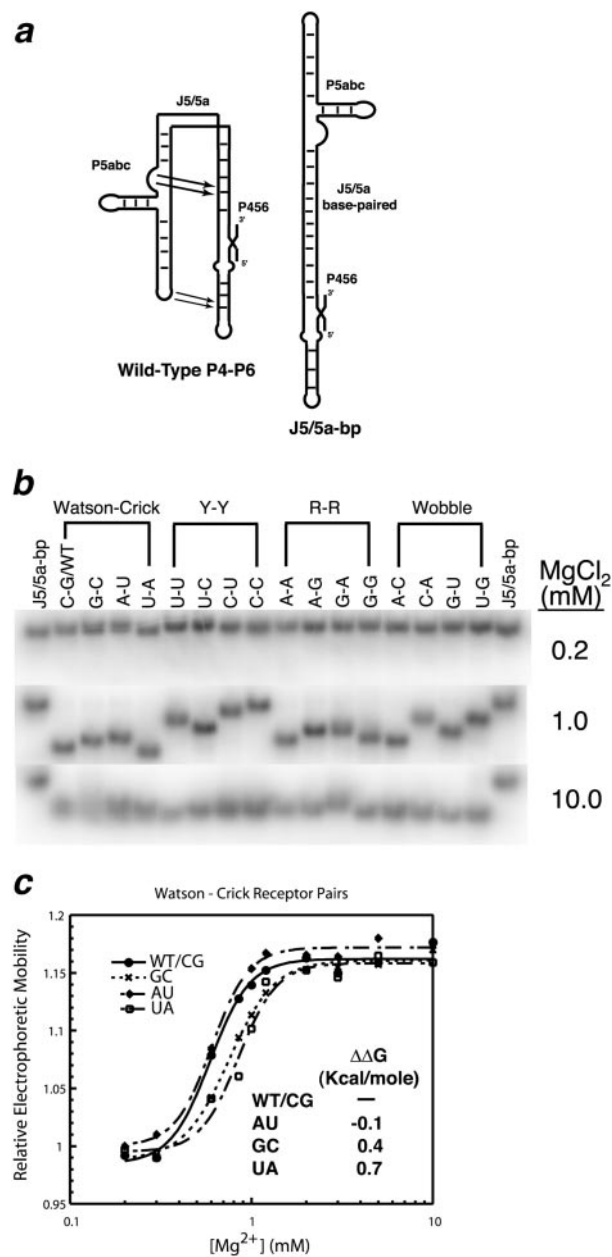 a
J5/5a
P5abc
P456
3'
5'
Wild-Type P4-P6
P5abc
J5/5a
base-paired
P456
3'
5'
J5/5a-bp
b
Watson-Crick
Y-Y
R-R
Wobble
J5/5a-bp
C-G/WT
G-C
A-U
U-A
U-U
U-C
C-U
C-C
A-A
A-G
G-A
G-G
A-C
C-A
G-U
U-G
J5/5a-bp
MgCl2
(mM)
0.2
1.0
10.0
c
Watson - Crick Receptor Pairs
Relative Electrophoretic Mobility
1.2
1.15
1.1
1.05
1
0.95
WT/CG
GC
AU
UA
ΔΔG
(Kcal/mole)
WT/CG —
AU -0.1
GC 0.4
UA 0.7
0.1 1 10
[Mg2+] (mM)